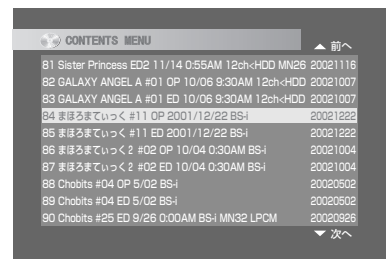 CONTENTS MENU
▲ 前へ
81 Sister Princess ED2 11/14 0:55AM 12ch<HDD MN26 20021116
82 GALAXY ANGEL A #01 OP 10/06 9:30AM 12ch<HDD 20021007
83 GALAXY ANGEL A #01 ED 10/06 9:30AM 12ch<HDD 20021007
84 まほろまてぃっく #11 OP 2001/12/22 BS-i 20021222
85 まほろまてぃっく #11 ED 2001/12/22 BS-i 20021222
86 まほろまてぃっく2 #02 OP 10/04 0:30AM BS-i 20021004
87 まほろまてぃっく2 #02 ED 10/04 0:30AM BS-i 20021004
88 Chobits #04 OP 5/02 BS-i 20020502
89 Chobits #04 ED 5/02 BS-i 20020502
90 Chobits #25 ED 9/26 0:00AM BS-i MN32 LPCM 20020926
▼ 次へ